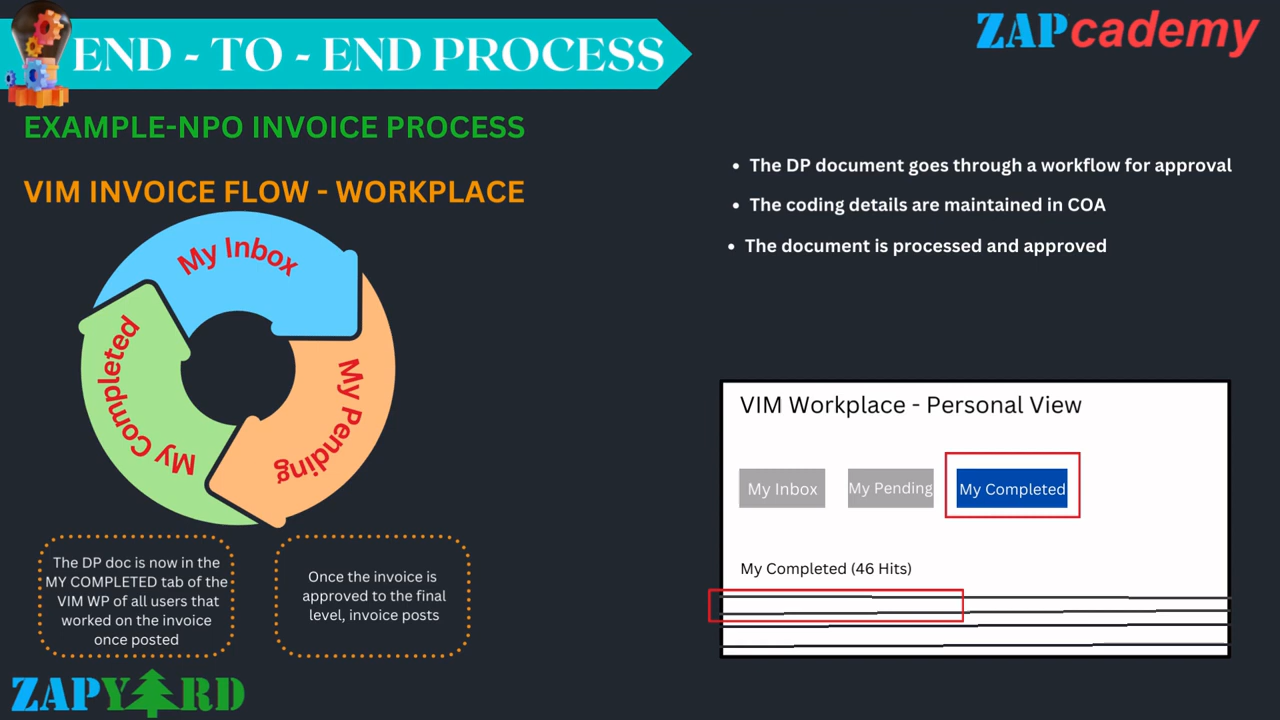 END - TO - END PROCESS
ZAPcademy
EXAMPLE-NPO INVOICE PROCESS
VIM INVOICE FLOW - WORKPLACE
My Inbox
My Pending
My Completed
The DP doc is now in the
MY COMPLETED tab of the
VIM WP of all users that
worked on the invoice
once posted
Once the invoice is
approved to the final
level, invoice posts
• The DP document goes through a workflow for approval
• The coding details are maintained in COA
• The document is processed and approved
VIM Workplace - Personal View
My Inbox
My Pending
My Completed
My Completed (46 Hits)
ZAPYARD